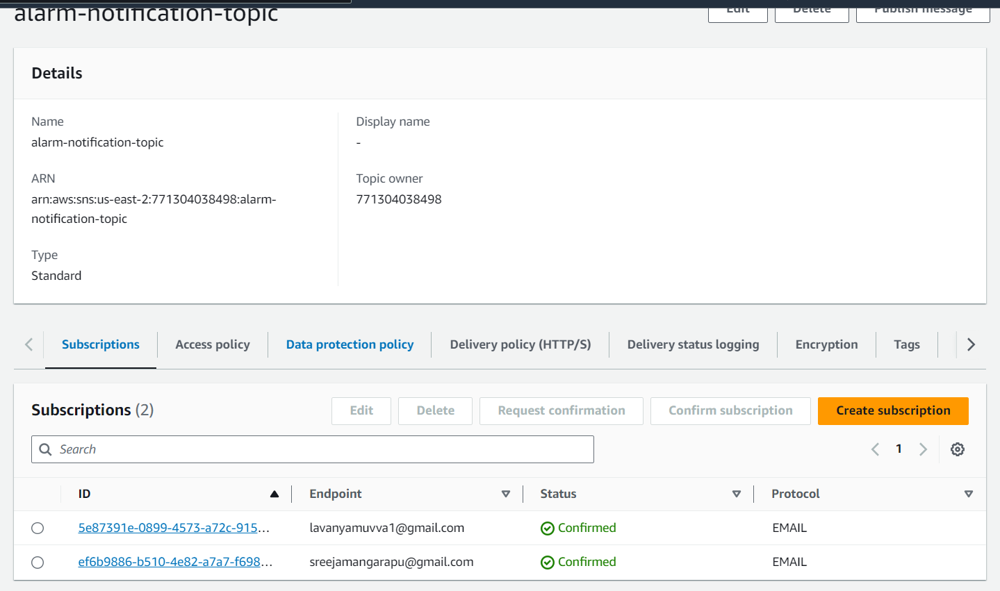 alarm-notification-topic
Edit
Delete
Publish message
Details
Name
alarm-notification-topic
Display name
-
ARN
arn:aws:sns:us-east-2:771304038498:alarm-
notification-topic
Topic owner
771304038498
Type
Standard
Subscriptions
Access policy
Data protection policy
Delivery policy (HTTP/S)
Delivery status logging
Encryption
Tags
Subscriptions (2)
Edit
Delete
Request confirmation
Confirm subscription
Create subscription
Search
1
ID
Endpoint
Status
Protocol
5e87391e-0899-4573-a72c-915...
lavanyamuvva1@gmail.com
Confirmed
EMAIL
ef6b9886-b510-4e82-a7a7-f698...
sreejamangarapu@gmail.com
Confirmed
EMAIL